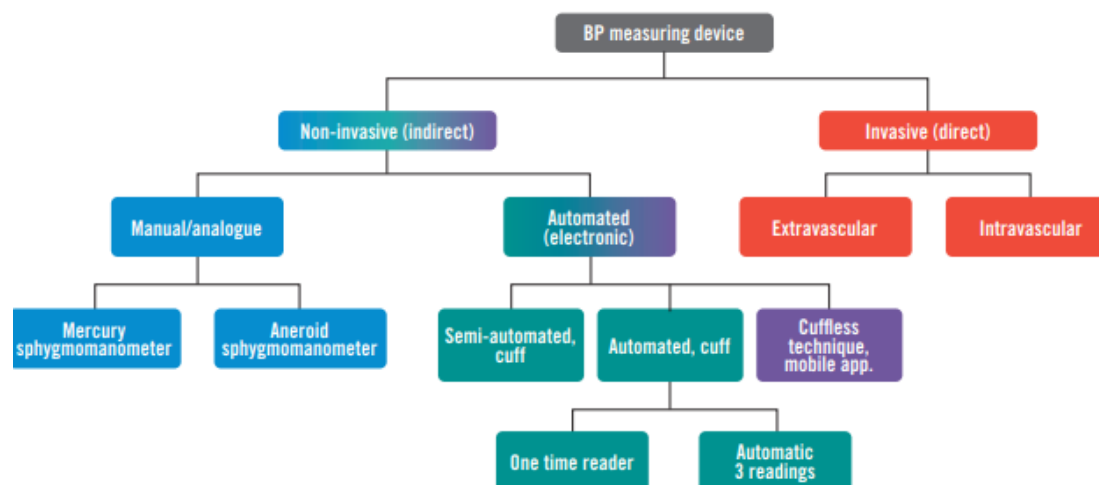 BP measuring device
Non-invasive (indirect)
Invasive (direct)
Manual/analogue
Automated
(electronic)
Extravascular
Intravascular
Mercury
sphygmomanometer
Aneroid
sphygmomanometer
Semi-automated,
cuff
Automated, cuff
Cuffless
technique,
mobile app.
One time reader
Automatic
3 readings